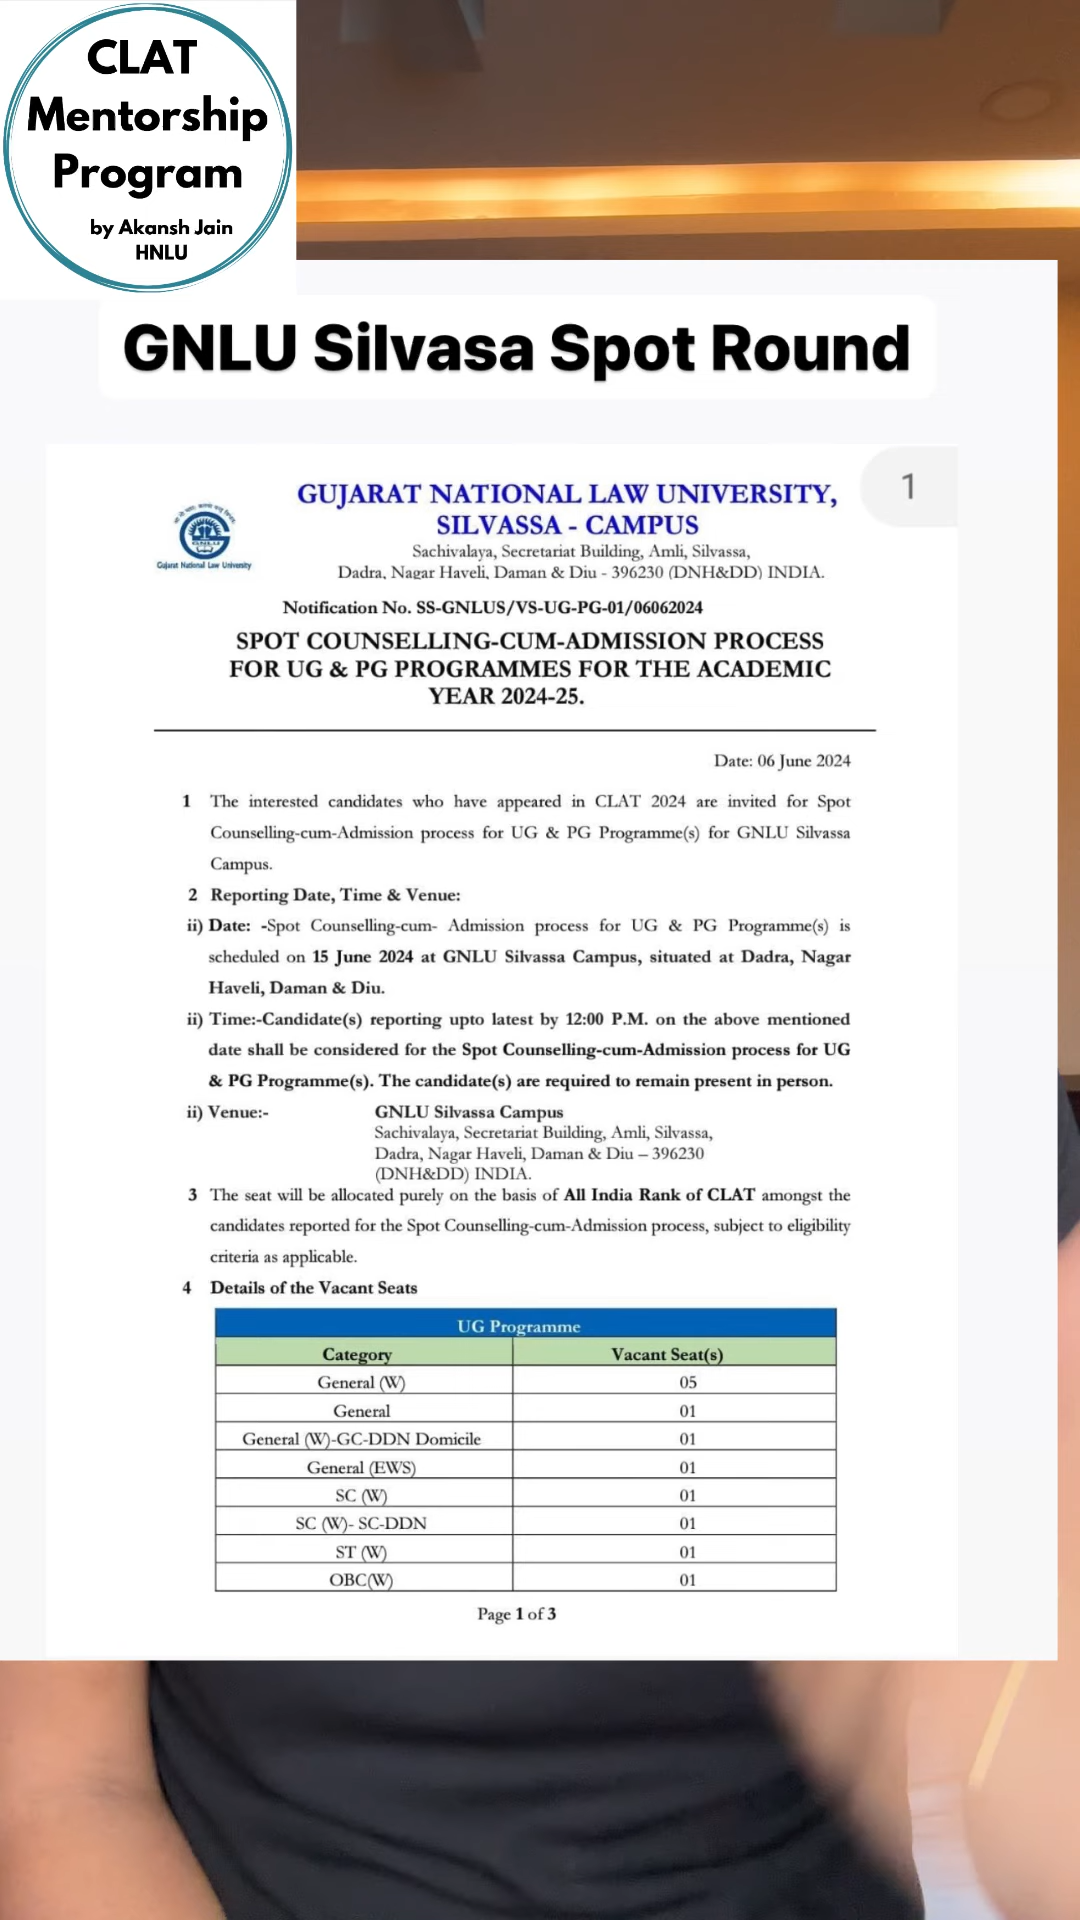 CLAT
Mentorship
Program
by Akansh Jain
HNLU
GNLU Silvasa Spot Round
1
Gujarat National Law University
GUJARAT NATIONAL LAW UNIVERSITY,
SILVASSA - CAMPUS
Sachivalaya, Secretariat Building, Amli, Silvassa,
Dadra, Nagar Haveli, Daman & Diu - 396230 (DNH&DD) INDIA.
Notification No. SS-GNLUS/VS-UG-PG-01/06062024
SPOT COUNSELLING-CUM-ADMISSION PROCESS
FOR UG & PG PROGRAMMES FOR THE ACADEMIC
YEAR 2024-25.
Date: 06 June 2024
1 The interested candidates who have appeared in CLAT 2024 are invited for Spot
Counselling-cum-Admission process for UG & PG Programme(s) for GNLU Silvassa
Campus.
2 Reporting Date, Time & Venue:
ii) Date: -Spot Counselling-cum- Admission process for UG & PG Programme(s) is
scheduled on 15 June 2024 at GNLU Silvassa Campus, situated at Dadra, Nagar
Haveli, Daman & Diu.
ii) Time:-Candidate(s) reporting upto latest by 12:00 P.M. on the above mentioned
date shall be considered for the Spot Counselling-cum-Admission process for UG
& PG Programme(s). The candidate(s) are required to remain present in person.
ii) Venue:- GNLU Silvassa Campus
Sachivalaya, Secretariat Building, Amli, Silvassa,
Dadra, Nagar Haveli, Daman & Diu – 396230
(DNH&DD) INDIA.
3 The seat will be allocated purely on the basis of All India Rank of CLAT amongst the
candidates reported for the Spot Counselling-cum-Admission process, subject to eligibility
criteria as applicable.
4 Details of the Vacant Seats
UG Programme
Category Vacant Seat(s)
General (W) 05
General 01
General (W)-GC-DDN Domicile 01
General (EWS) 01
SC (W) 01
SC (W)- SC-DDN 01
ST (W) 01
OBC(W) 01
Page 1 of 3